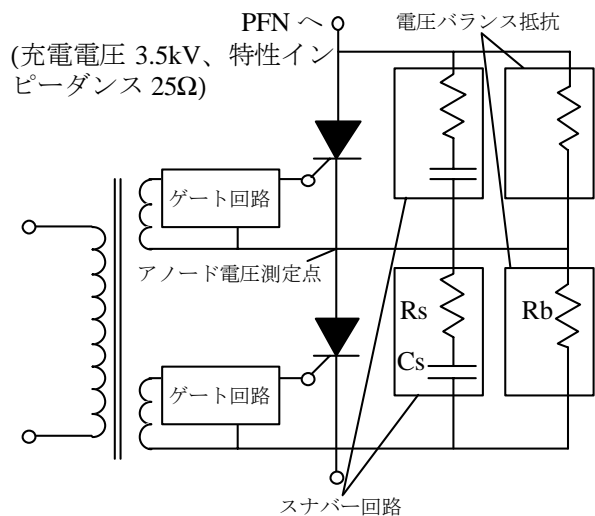 PFN へ
(充電電圧 3.5kV、特性イン
ピーダンス 25Ω)
電圧バランス抵抗
ゲート回路
アノード電圧測定点
Rs
Rb
Cs
ゲート回路
スナバー回路